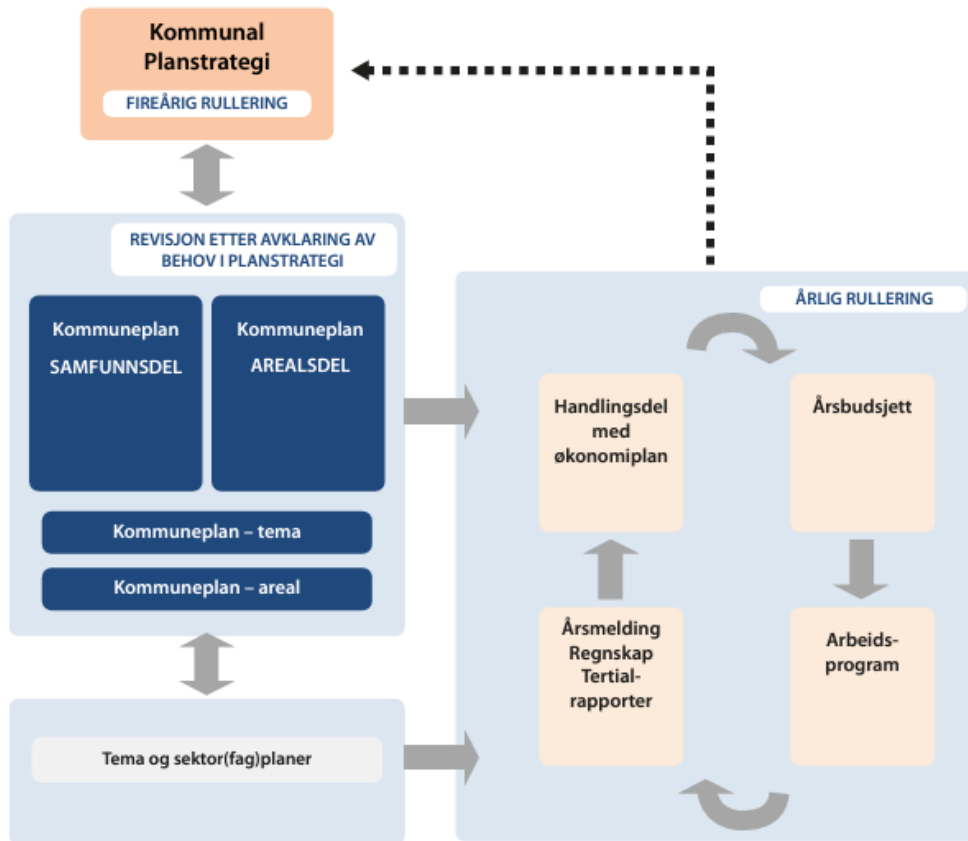 Kommunal
Planstrategi
FIREÅRIG RULLERING
REVISJON ETTER AVKLARING AV
BEHOV I PLANSTRATEGI
Kommuneplan
SAMFUNNSDEL
Kommuneplan
AREALSDEL
Kommuneplan – tema
Kommuneplan – areal
Tema og sektor(fag)planer
ÅRLIG RULLERING
Handlingsdel
med
økonomiplan
Årsbudsjett
Årsmelding
Regnskap
Tertial-
rapporter
Arbeids-
program